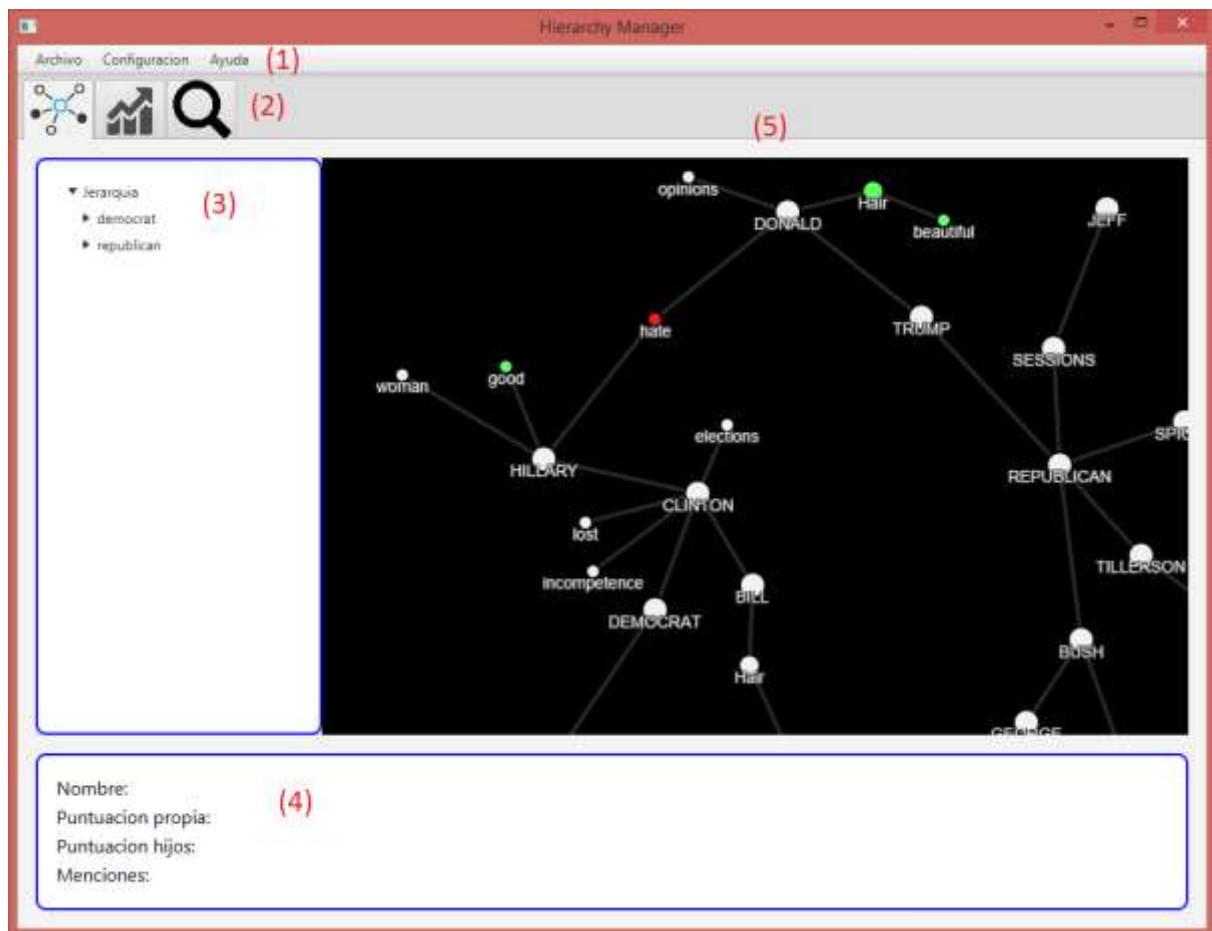 Hierarchy Manager
Archivo Configuracion Ayuda (1)
(2)
(5)
(3)
Jerarquia
democrat
republican
opinions
Hair
DONALD
beautiful
JEFF
hate
TRUMP
SESSIONS
woman
good
elections
HILLARY
REPUBLICAN
CLINTON
lost
incompetence
BILL
TILLERSON
DEMOCRAT
BUSH
Hair
GEORGE
Nombre:
(4)
Puntuacion propia:
Puntuacion hijos:
Menciones: